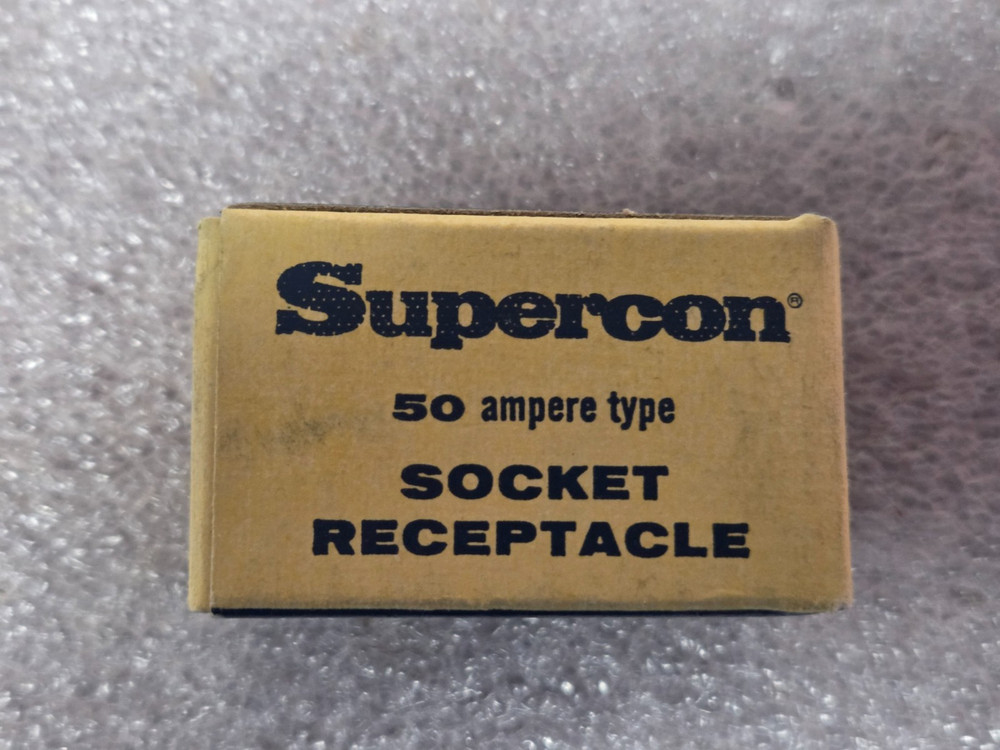 Supercon®
50 ampere type
SOCKET
RECEPTACLE